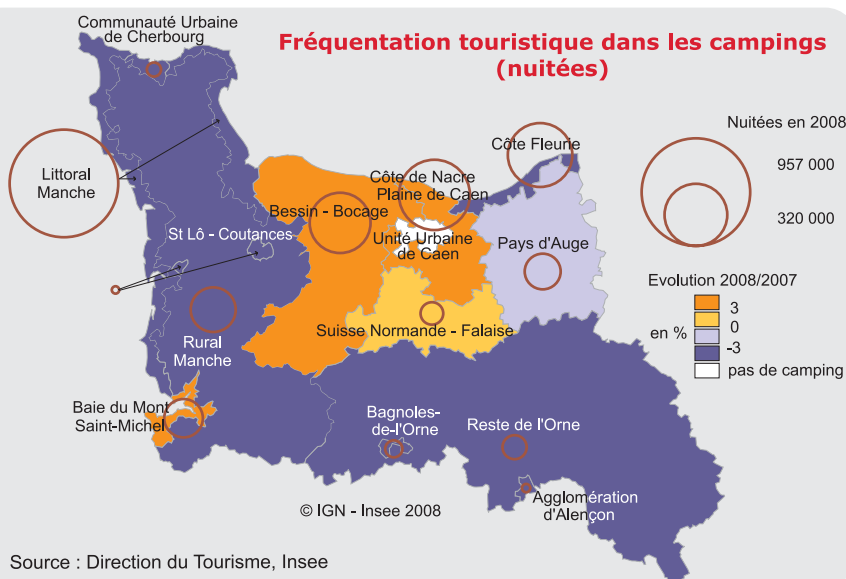 Communauté Urbaine
de Cherbourg
Fréquentation touristique dans les campings
(nuitées)
Nuitées en 2008
957 000
320 000
Côte Fleurie
Littoral
Manche
Côte de Nacre
Plaine de Caen
Bessin - Bocage
St Lô - Coutances
Unité Urbaine
de Caen
Pays d'Auge
Evolution 2008/2007
en %
3
0
-3
pas de camping
Suisse Normande - Falaise
Rural
Manche
Baie du Mont
Saint-Michel
Bagnoles-
de-l'Orne
Reste de l'Orne
Agglomération
d'Alençon
© IGN - Insee 2008
Source : Direction du Tourisme, Insee